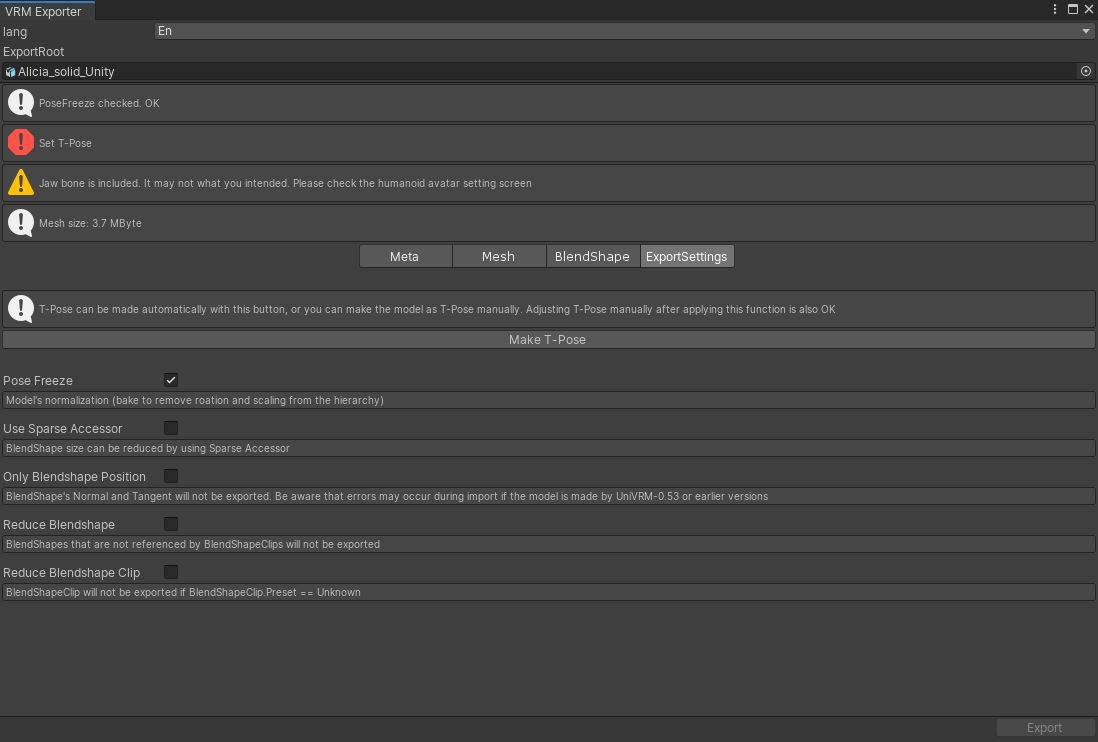 VRM Exporter
lang En
ExportRoot
Alicia_solid_Unity
PoseFreeze checked. OK
Set T-Pose
Jaw bone is included. It may not what you intended. Please check the humanoid avatar setting screen
Mesh size: 3.7 MByte
Meta Mesh BlendShape ExportSettings
T-Pose can be made automatically with this button, or you can make the model as T-Pose manually. Adjusting T-Pose manually after applying this function is also OK
Make T-Pose
Pose Freeze
Model's normalization (bake to remove roation and scaling from the hierarchy)
Use Sparse Accessor
BlendShape size can be reduced by using Sparse Accessor
Only Blendshape Position
BlendShape's Normal and Tangent will not be exported. Be aware that errors may occur during import if the model is made by UniVRM-0.53 or earlier versions
Reduce Blendshape
BlendShapes that are not referenced by BlendShapeClips will not be exported
Reduce Blendshape Clip
BlendShapeClip will not be exported if BlendShapeClip.Preset == Unknown
Export